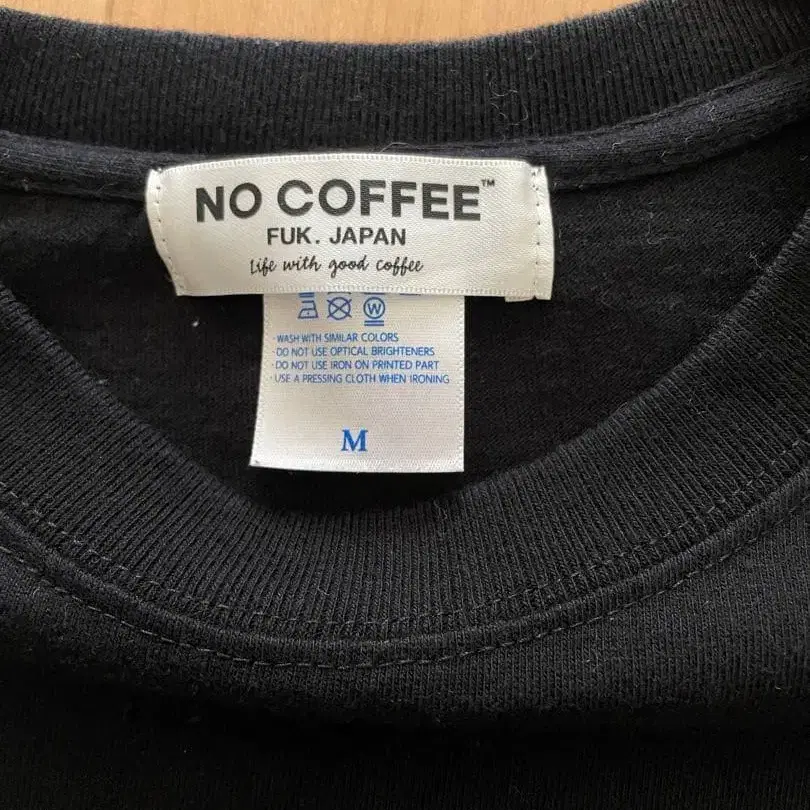 NO COFFEE™
FUK. JAPAN
Life with good coffee
W
·WASH WITH SIMILAR COLORS
·DO NOT USE OPTICAL BRIGHTENERS
·DO NOT USE IRON ON PRINTED PART
·USE A PRESSING CLOTH WHEN IRONING
M